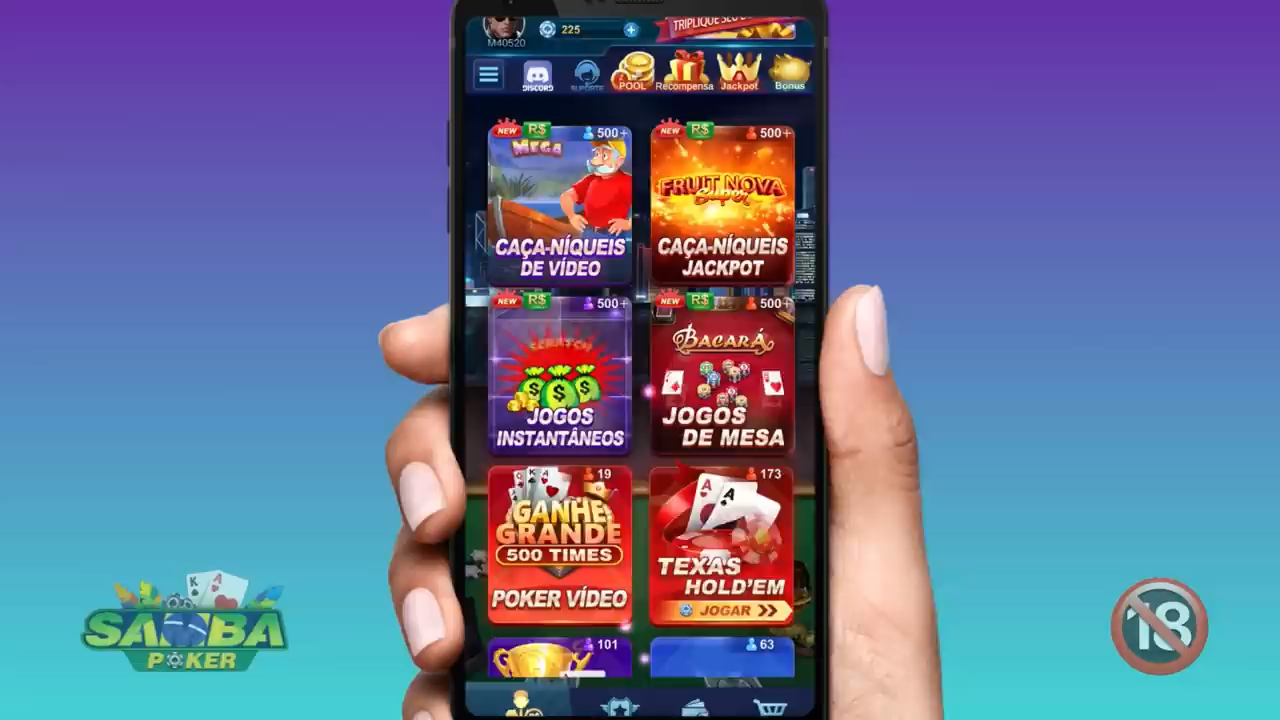 TRIPLIQUE SEU
225
M40520
DISCORD
SUPORTE
POOL
Recompensa
Jackpot
Bonus
NEW R$ 500+
MEGA
CAÇA-NÍQUEIS
DE VÍDEO
NEW R$ 500+
FRUIT NOVA
Super
CAÇA-NÍQUEIS
JACKPOT
NEW R$ 500+
SCRATCH
JOGOS
INSTANTÂNEOS
NEW R$ 500+
BACARÁ
JOGOS
DE MESA
19
GANHE
GRANDE
500 TIMES
POKER VÍDEO
173
TEXAS
HOLD'EM
JOGAR
101
63
SAMBA
POKER
18